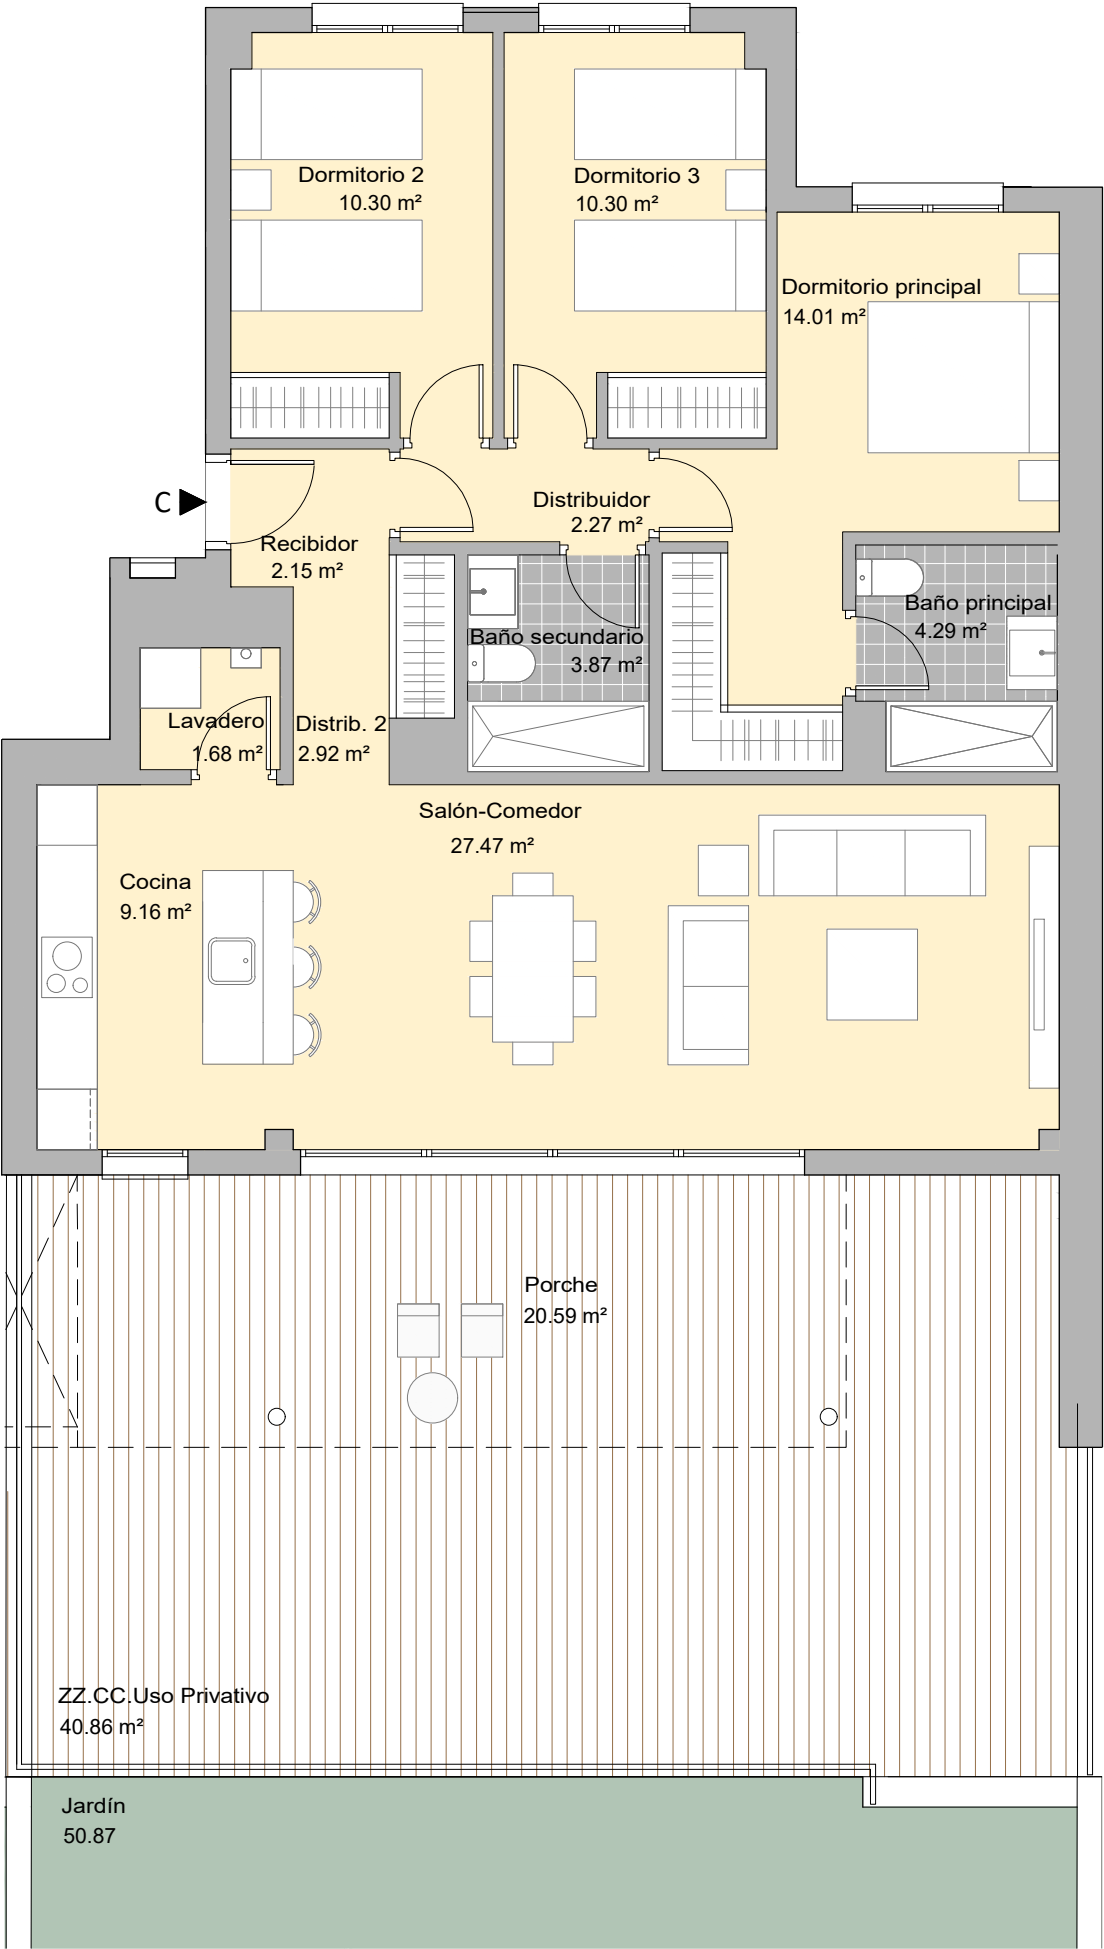 Dormitorio 2
10.30 m²
Dormitorio 3
10.30 m²
Dormitorio principal
14.01 m²
C
Distribuidor
2.27 m²
Recibidor
2.15 m²
Baño principal
4.29 m²
Baño secundario
3.87 m²
Lavadero
1.68 m²
Distrib. 2
2.92 m²
Salón-Comedor
27.47 m²
Cocina
9.16 m²
Porche
20.59 m²
ZZ.CC.Uso Privativo
40.86 m²
Jardín
50.87